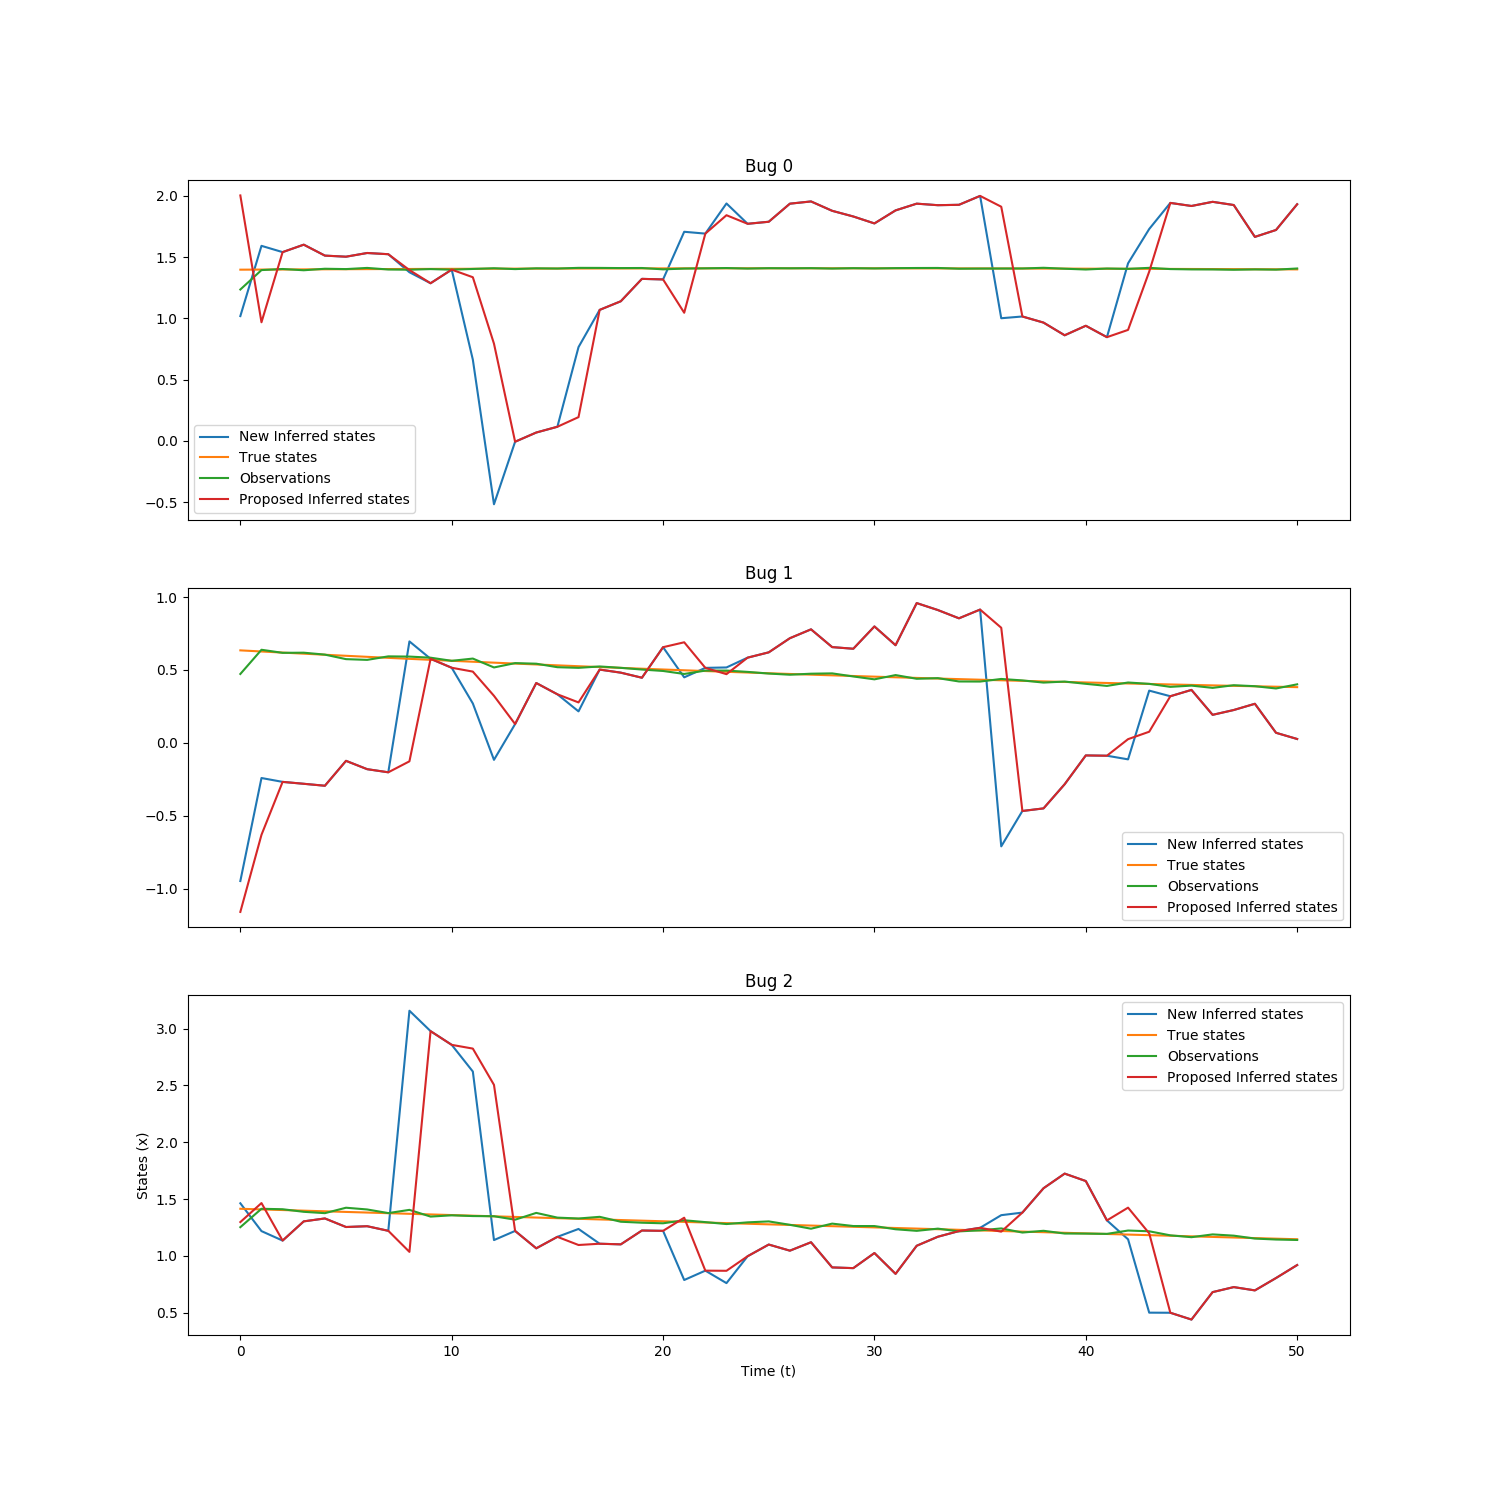 Bug 0
2.0
1.5
1.0
0.5
0.0
−0.5
New Inferred states
True states
Observations
Proposed Inferred states
Bug 1
1.0
0.5
0.0
−0.5
−1.0
New Inferred states
True states
Observations
Proposed Inferred states
Bug 2
3.0
2.5
2.0
1.5
1.0
0.5
States (x)
New Inferred states
True states
Observations
Proposed Inferred states
0 10 20 30 40 50
Time (t)